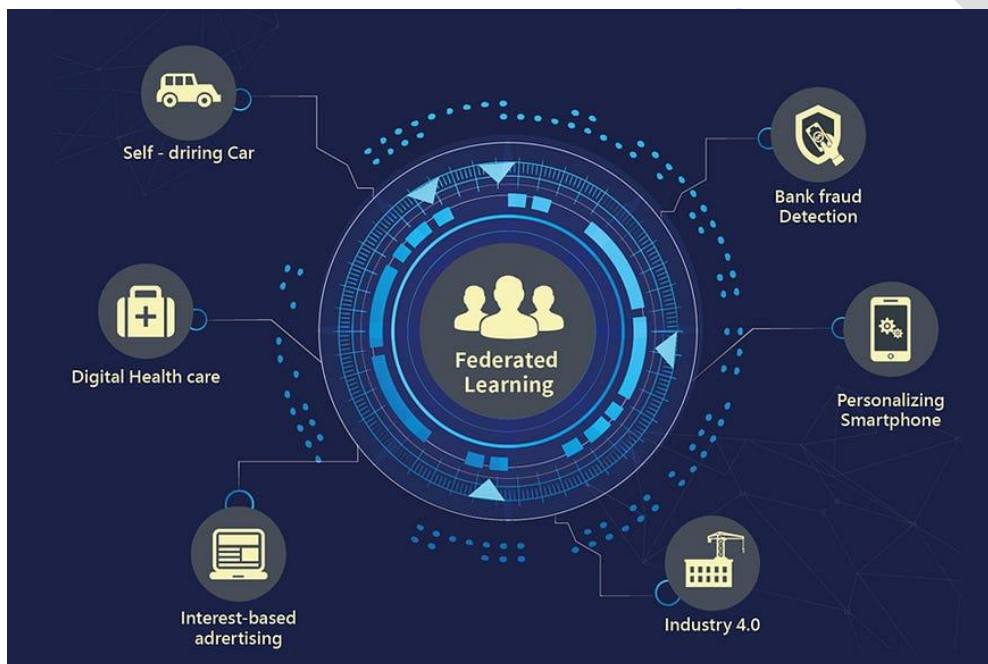 Self - driring Car
Bank fraud
Detection
Federated
Learning
Digital Health care
Personalizing
Smartphone
Interest-based
adrertising
Industry 4.0